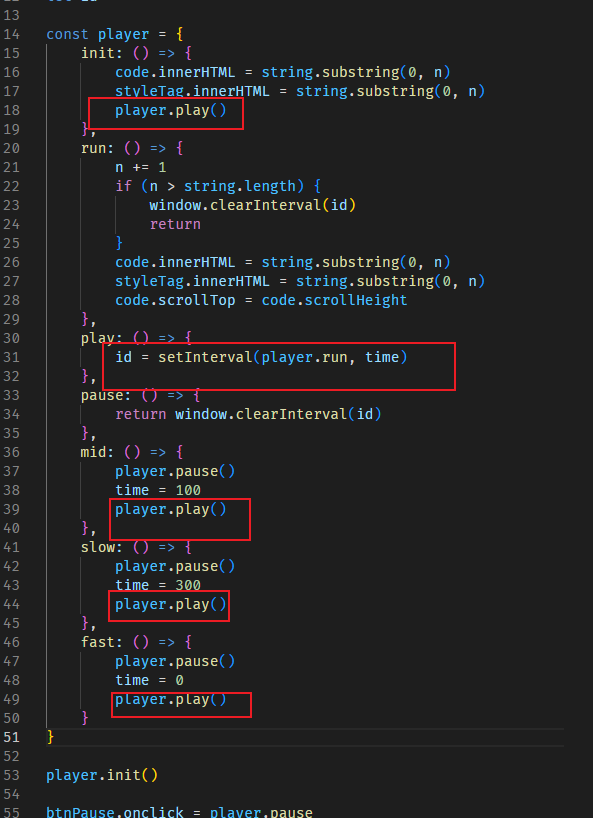 13
14 const player = {
15     init: () => {
16         code.innerHTML = string.substring(0, n)
17         styleTag.innerHTML = string.substring(0, n)
18         player.play()
19     },
20     run: () => {
21         n += 1
22         if (n > string.length) {
23             window.clearInterval(id)
24             return
25         }
26         code.innerHTML = string.substring(0, n)
27         styleTag.innerHTML = string.substring(0, n)
28         code.scrollTop = code.scrollHeight
29     },
30     play: () => {
31         id = setInterval(player.run, time)
32     },
33     pause: () => {
34         return window.clearInterval(id)
35     },
36     mid: () => {
37         player.pause()
38         time = 100
39         player.play()
40     },
41     slow: () => {
42         player.pause()
43         time = 300
44         player.play()
45     },
46     fast: () => {
47         player.pause()
48         time = 0
49         player.play()
50     }
51 }
52
53 player.init()
54
55 btnPause.onclick = player.pause